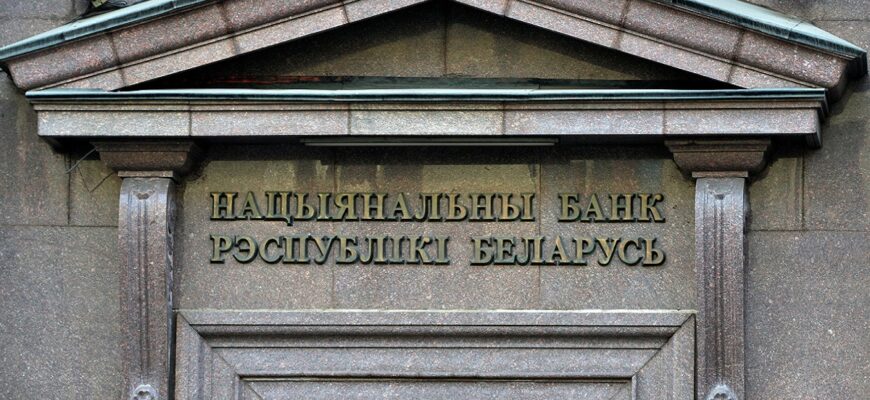 НАЦЫЯНАЛЬНЫ БАНК
РЭСПУБЛІКІ БЕЛАРУСЬ